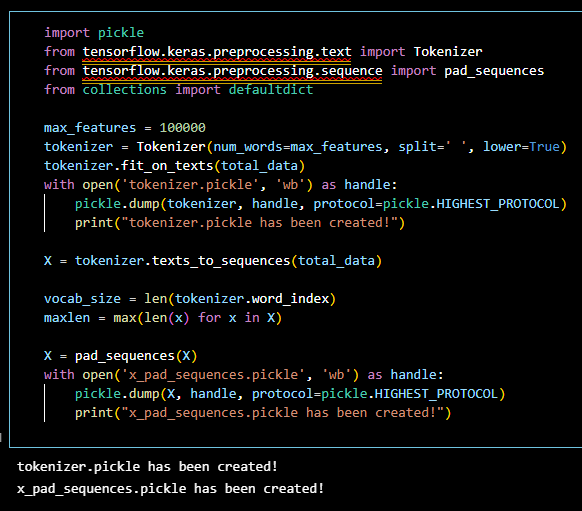 import pickle
from tensorflow.keras.preprocessing.text import Tokenizer
from tensorflow.keras.preprocessing.sequence import pad_sequences
from collections import defaultdict

max_features = 100000
tokenizer = Tokenizer(num_words=max_features, split=' ', lower=True)
tokenizer.fit_on_texts(total_data)
with open('tokenizer.pickle', 'wb') as handle:
    pickle.dump(tokenizer, handle, protocol=pickle.HIGHEST_PROTOCOL)
    print("tokenizer.pickle has been created!")

X = tokenizer.texts_to_sequences(total_data)

vocab_size = len(tokenizer.word_index)
maxlen = max(len(x) for x in X)

X = pad_sequences(X)
with open('x_pad_sequences.pickle', 'wb') as handle:
    pickle.dump(X, handle, protocol=pickle.HIGHEST_PROTOCOL)
    print("x_pad_sequences.pickle has been created!")

tokenizer.pickle has been created!
x_pad_sequences.pickle has been created!